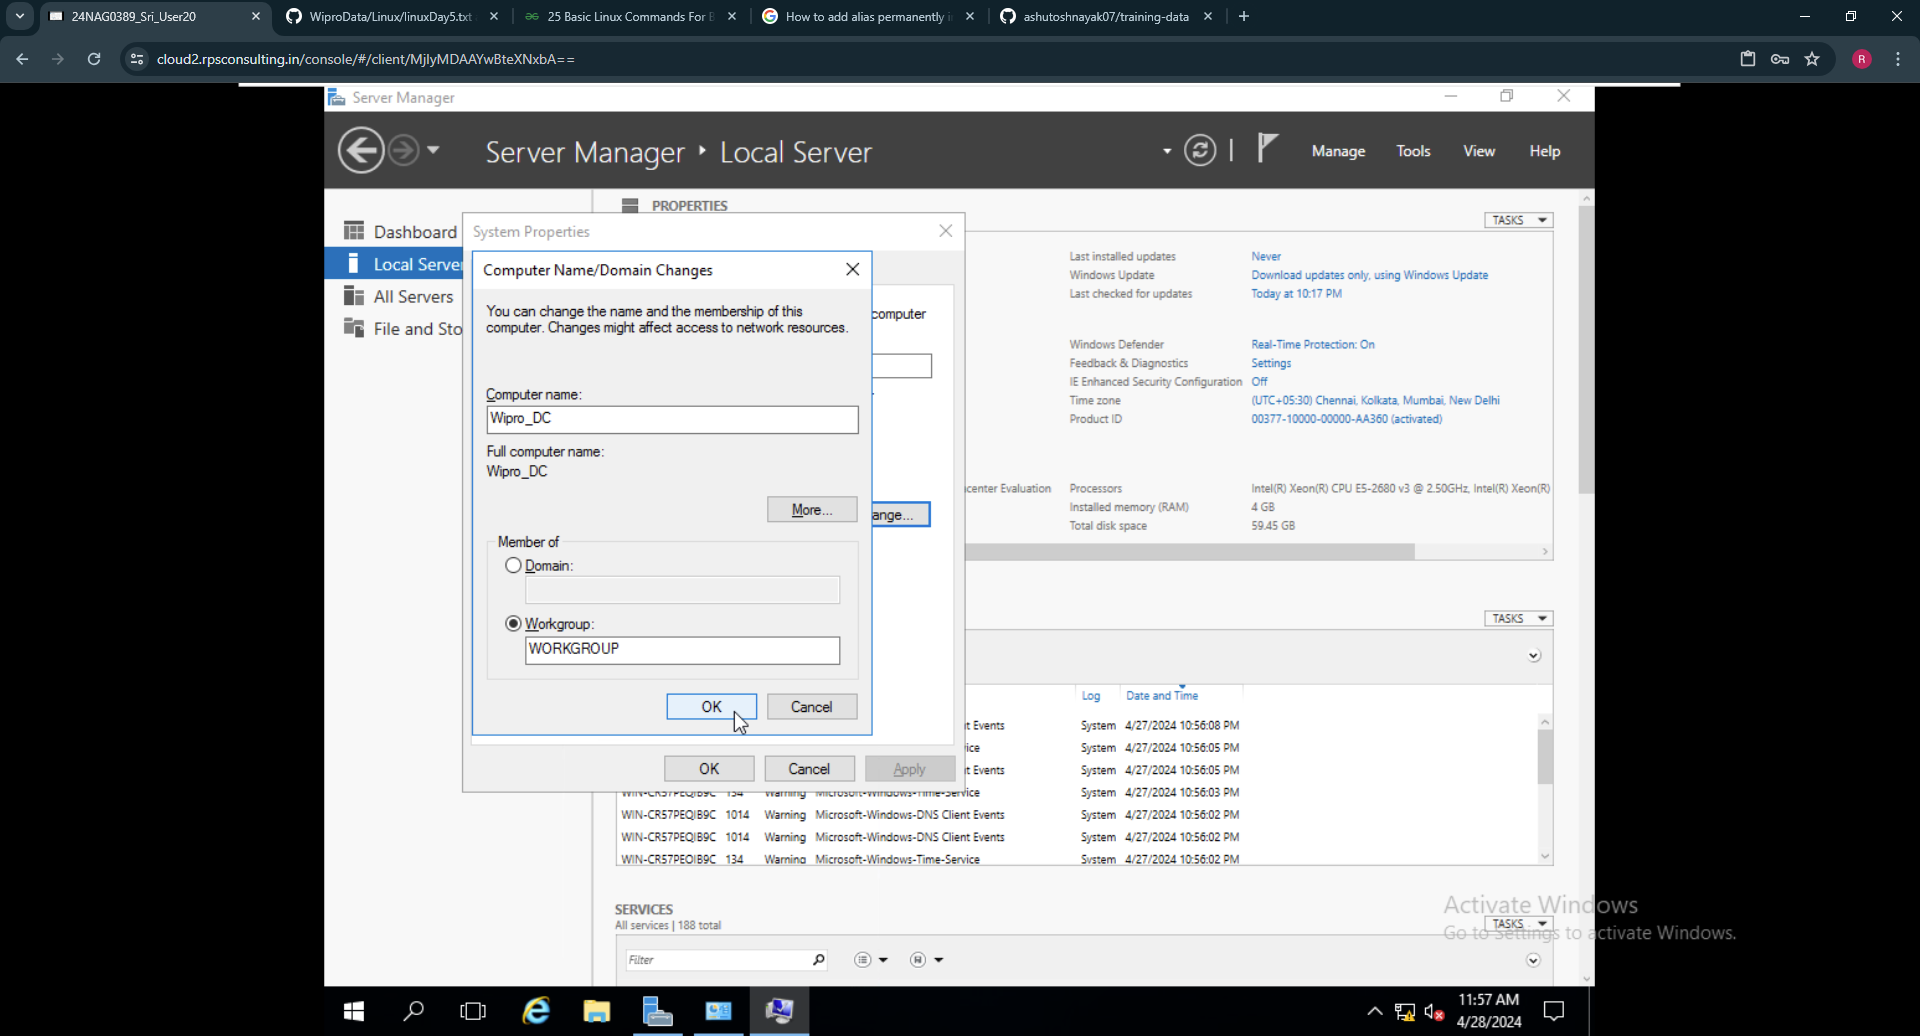 24NAG0389_Sri_User20
WiproData/Linux/linuxDay5.txt
25 Basic Linux Commands For B
How to add alias permanently i
ashutoshnayak07/training-data
cloud2.rpsconsulting.in/console/#/client/MjIyMDAAYwBteXNxbA==
R
Server Manager
Server Manager
Local Server
Manage
Tools
View
Help
PROPERTIES
TASKS
Dashboard
Local Server
All Servers
File and Sto
System Properties
Computer Name/Domain Changes
You can change the name and the membership of this
computer. Changes might affect access to network resources.
computer
Computer name:
Wipro_DC
Full computer name:
Wipro_DC
More...
ange...
Member of
Domain:
Workgroup:
WORKGROUP
OK
Cancel
OK
Cancel
Apply
Last installed updates Never
Windows Update Download updates only, using Windows Update
Last checked for updates Today at 10:17 PM
Windows Defender Real-Time Protection: On
Feedback & Diagnostics Settings
IE Enhanced Security Configuration Off
Time zone (UTC+05:30) Chennai, Kolkata, Mumbai, New Delhi
Product ID 00377-10000-00000-AA360 (activated)
center Evaluation Processors Intel(R) Xeon(R) CPU E5-2680 v3 @ 2.50GHz, Intel(R) Xeon(R)
Installed memory (RAM) 4 GB
Total disk space 59.45 GB
TASKS
Log Date and Time
t Events System 4/27/2024 10:56:08 PM
ice System 4/27/2024 10:56:05 PM
t Events System 4/27/2024 10:56:05 PM
WIN-CR57PEQIB9C 134 Warning Microsoft-Windows-Time-Service System 4/27/2024 10:56:03 PM
WIN-CR57PEQIB9C 1014 Warning Microsoft-Windows-DNS Client Events System 4/27/2024 10:56:02 PM
WIN-CR57PEQIB9C 1014 Warning Microsoft-Windows-DNS Client Events System 4/27/2024 10:56:02 PM
WIN-CR57PEQIB9C 134 Warning Microsoft-Windows-Time-Service System 4/27/2024 10:56:02 PM
SERVICES
All services | 188 total
TASKS
Filter
Activate Windows
Go to Settings to activate Windows.
11:57 AM
4/28/2024